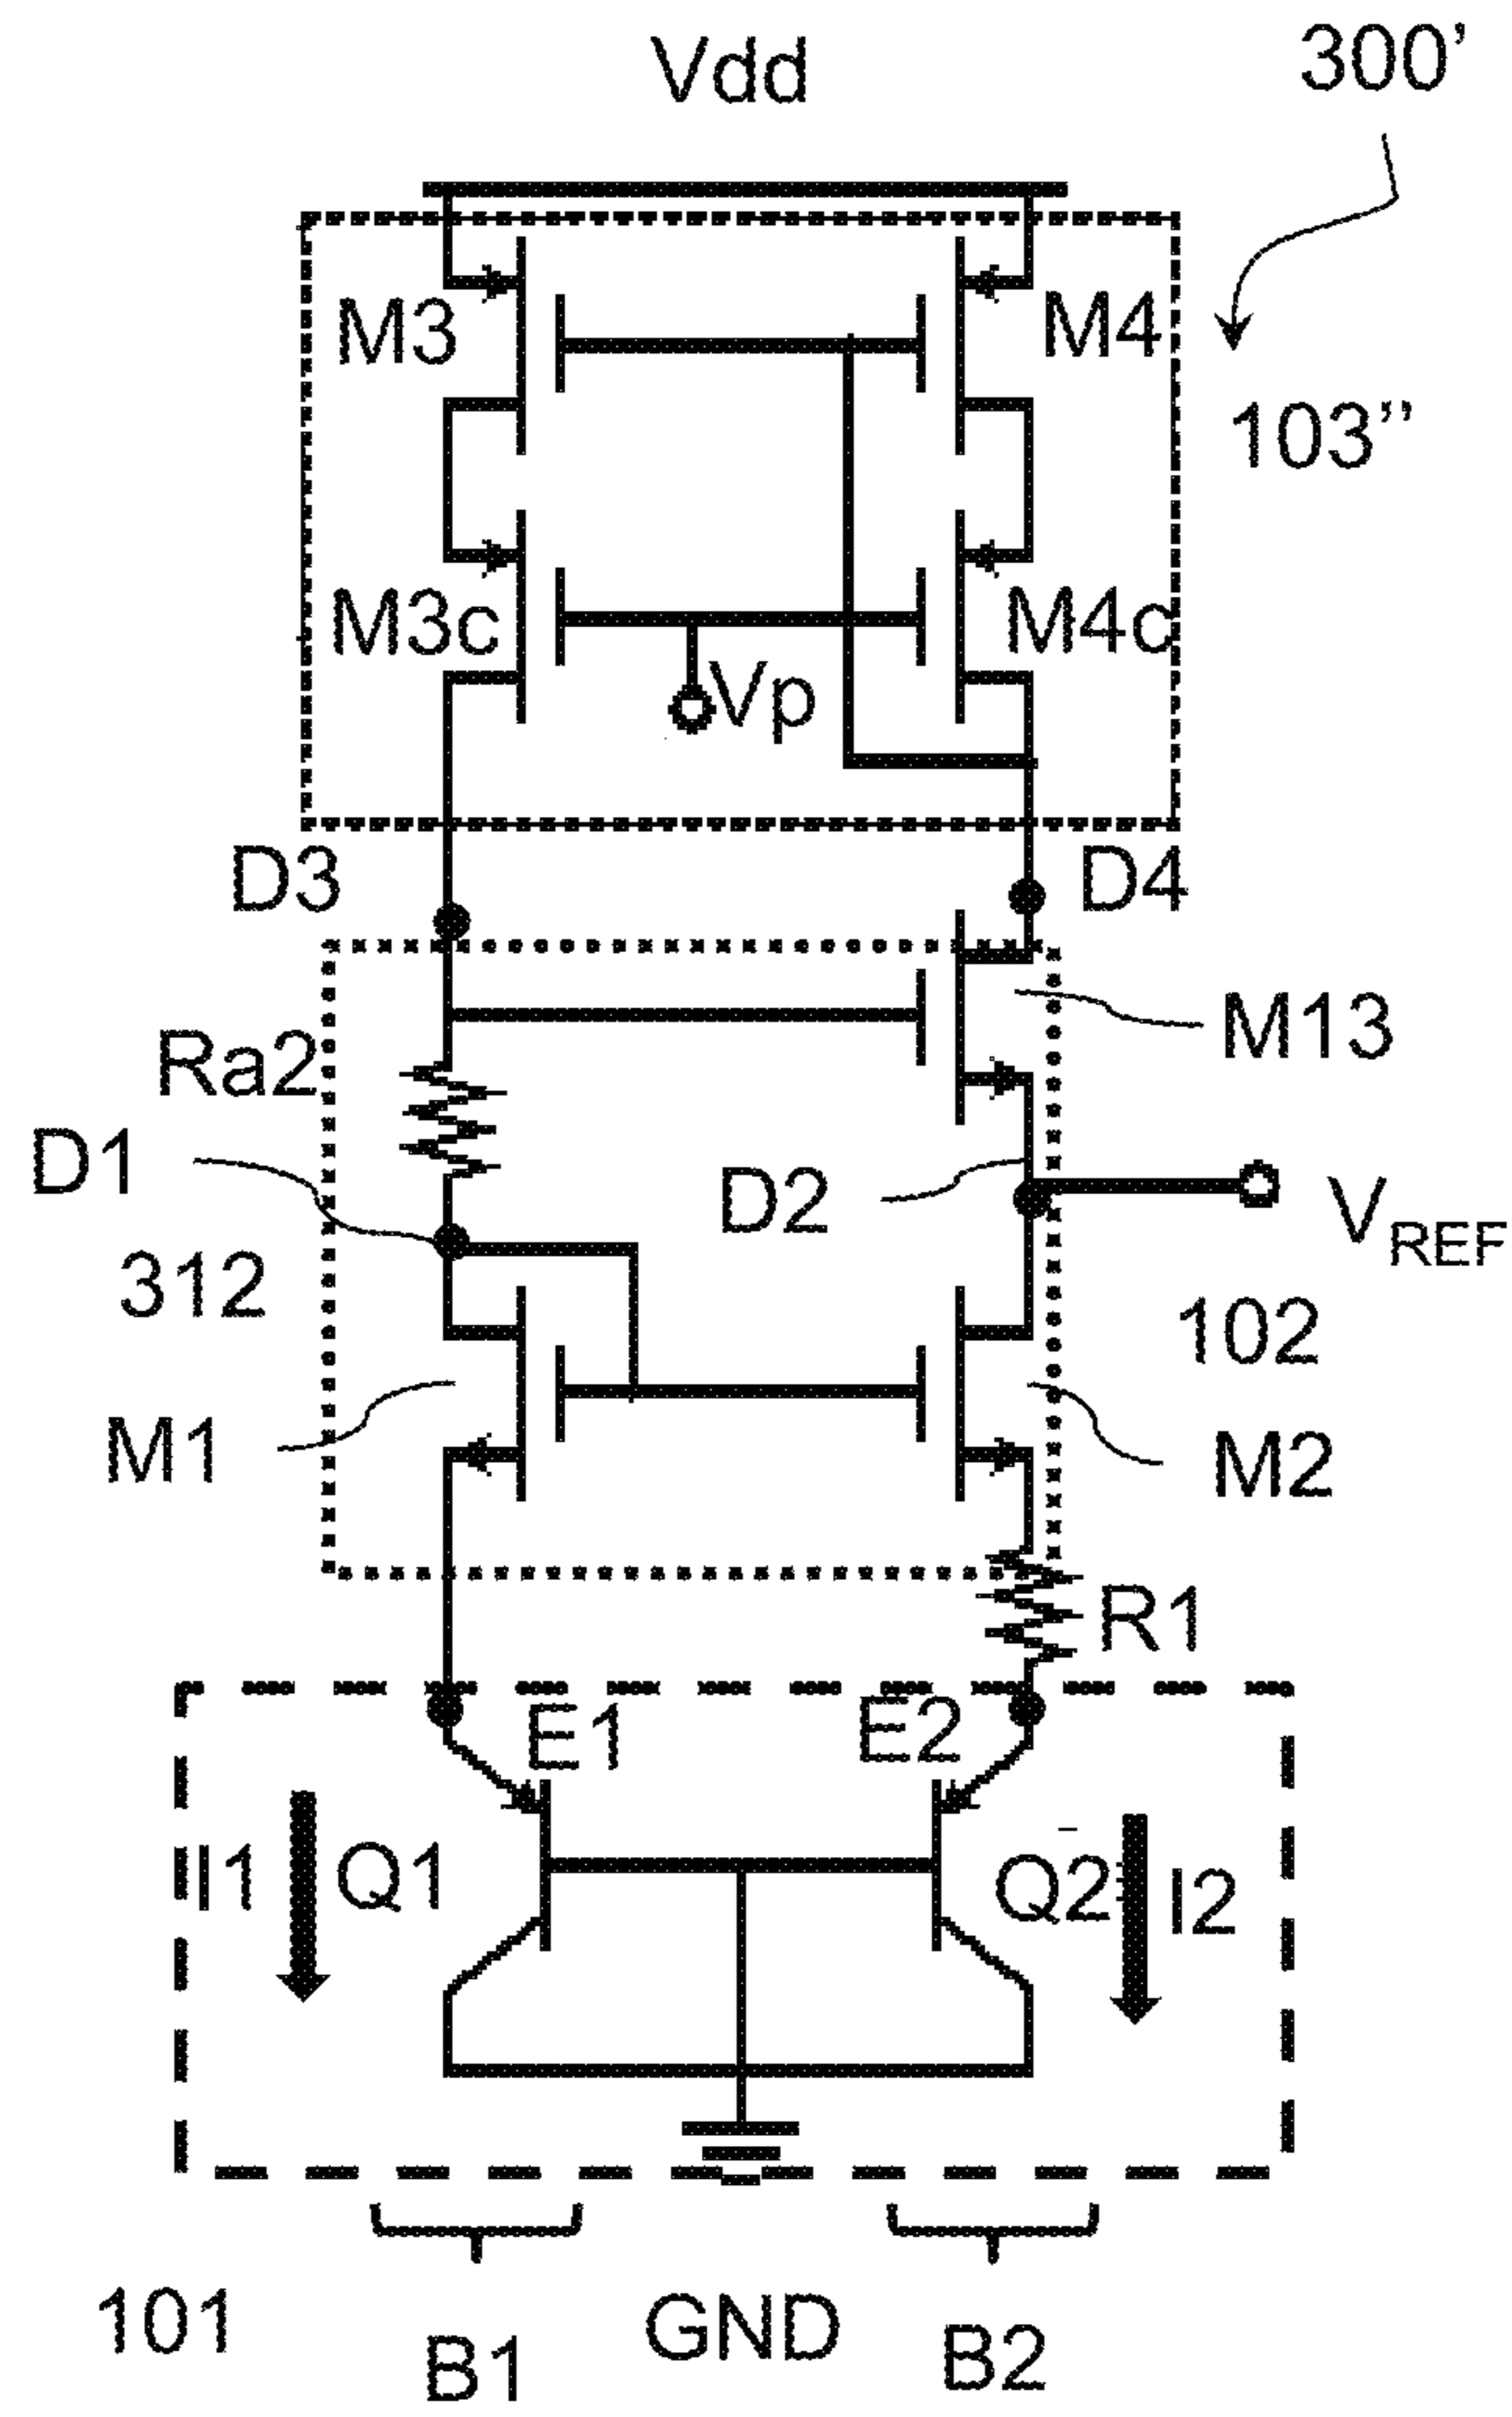 Vdd
300’
M3
M4
103”
M3c
M4c
Vp
D3
D4
M13
Ra2
D1
D2
VREF
312
102
M1
M2
R1
E1
E2
I1
Q1
Q2
I2
101
B1
GND
B2